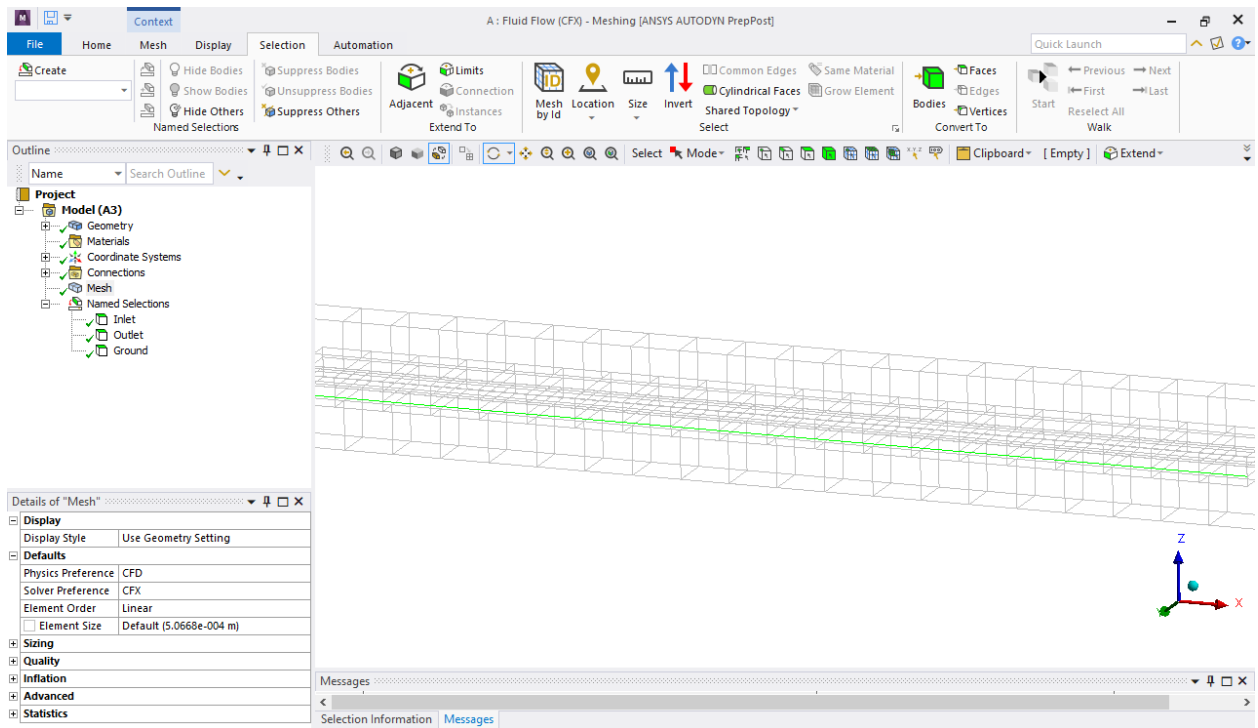 M
Context
A : Fluid Flow (CFX) - Meshing [ANSYS AUTODYN PrepPost]
File Home Mesh Display Selection Automation
Quick Launch
Create
Hide Bodies
Show Bodies
Hide Others
Suppress Bodies
Unsuppress Bodies
Suppress Others
Named Selections
Adjacent
Limits
Connection
Instances
Extend To
Mesh by Id
Location
Size
Invert
Common Edges
Cylindrical Faces
Shared Topology
Same Material
Grow Element
Select
Bodies
Faces
Edges
Vertices
Convert To
Start
Previous Next
First Last
Reselect All
Walk
Outline
Name Search Outline
Select Mode Clipboard [ Empty ] Extend
Project
Model (A3)
Geometry
Materials
Coordinate Systems
Connections
Mesh
Named Selections
Inlet
Outlet
Ground
Details of "Mesh"
Display
Display Style Use Geometry Setting
Defaults
Physics Preference CFD
Solver Preference CFX
Element Order Linear
Element Size Default (5.0668e-004 m)
Sizing
Quality
Inflation
Advanced
Statistics
Z
X
Messages
Selection Information Messages